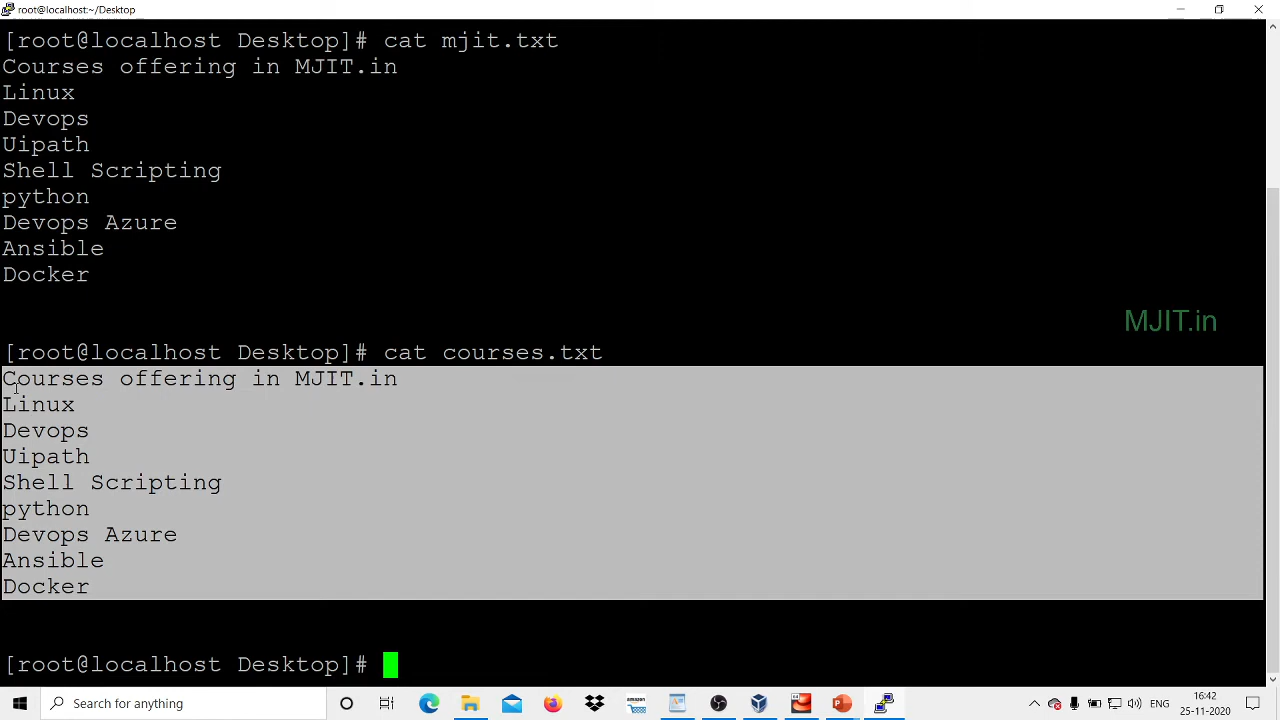 root@localhost:~/Desktop
[root@localhost Desktop]# cat mjit.txt
Courses offering in MJIT.in
Linux
Devops
Uipath
Shell Scripting
python
Devops Azure
Ansible
Docker
MJIT.in
[root@localhost Desktop]# cat courses.txt
Courses offering in MJIT.in
Linux
Devops
Uipath
Shell Scripting
python
Devops Azure
Ansible
Docker
[root@localhost Desktop]#
Search for anything
amazon
16:42
25-11-2020